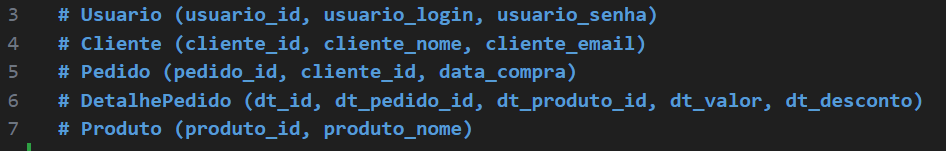 3 # Usuario (usuario_id, usuario_login, usuario_senha)
4 # Cliente (cliente_id, cliente_nome, cliente_email)
5 # Pedido (pedido_id, cliente_id, data_compra)
6 # DetalhePedido (dt_id, dt_pedido_id, dt_produto_id, dt_valor, dt_desconto)
7 # Produto (produto_id, produto_nome)